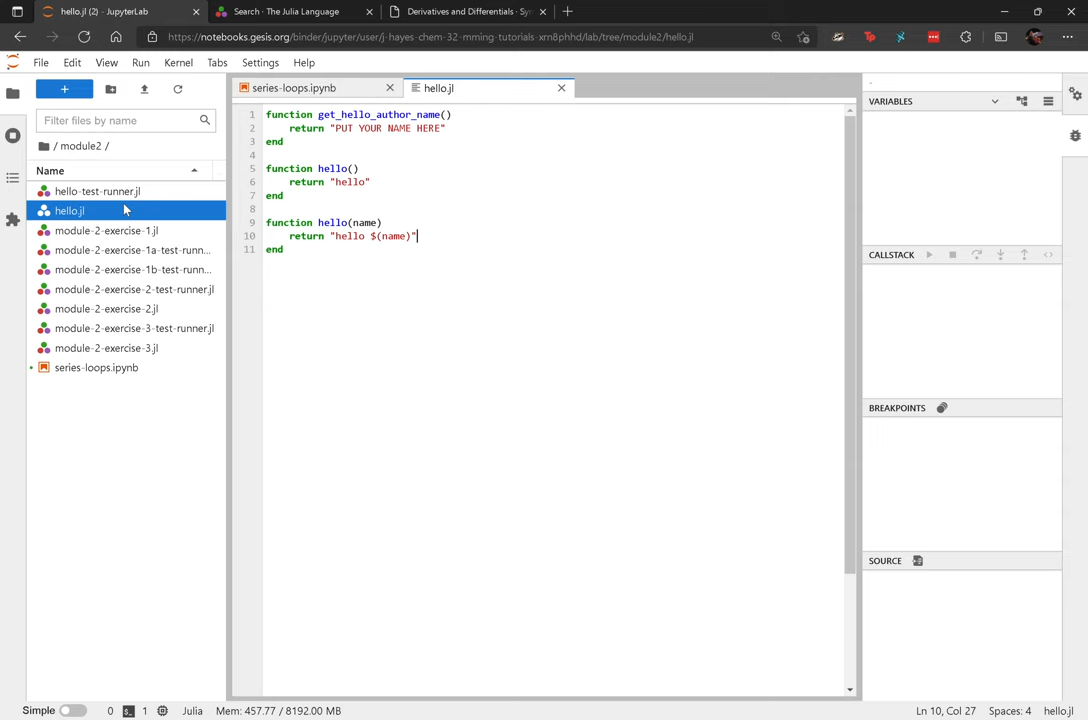 hello.jl (2) - JupyterLab
Search · The Julia Language
Derivatives and Differentials · Sy
https://notebooks.gesis.org/binder/jupyter/user/j-hayes-chem-32-mming-tutorials-xrn8phhd/lab/tree/module2/hello.jl
File Edit View Run Kernel Tabs Settings Help
series-loops.ipynb
hello.jl
Filter files by name
/ module2 /
Name
hello-test-runner.jl
hello.jl
module-2-exercise-1.jl
module-2-exercise-1a-test-runn...
module-2-exercise-1b-test-runn...
module-2-exercise-2-test-runner.jl
module-2-exercise-2.jl
module-2-exercise-3-test-runner.jl
module-2-exercise-3.jl
series-loops.ipynb
1 function get_hello_author_name()
2 return "PUT YOUR NAME HERE"
3 end
4
5 function hello()
6 return "hello"
7 end
8
9 function hello(name)
10 return "hello $(name)"
11 end
VARIABLES
CALLSTACK
BREAKPOINTS
SOURCE
Simple 0 1 Julia Mem: 457.77 / 8192.00 MB Ln 10, Col 27 Spaces: 4 hello.jl